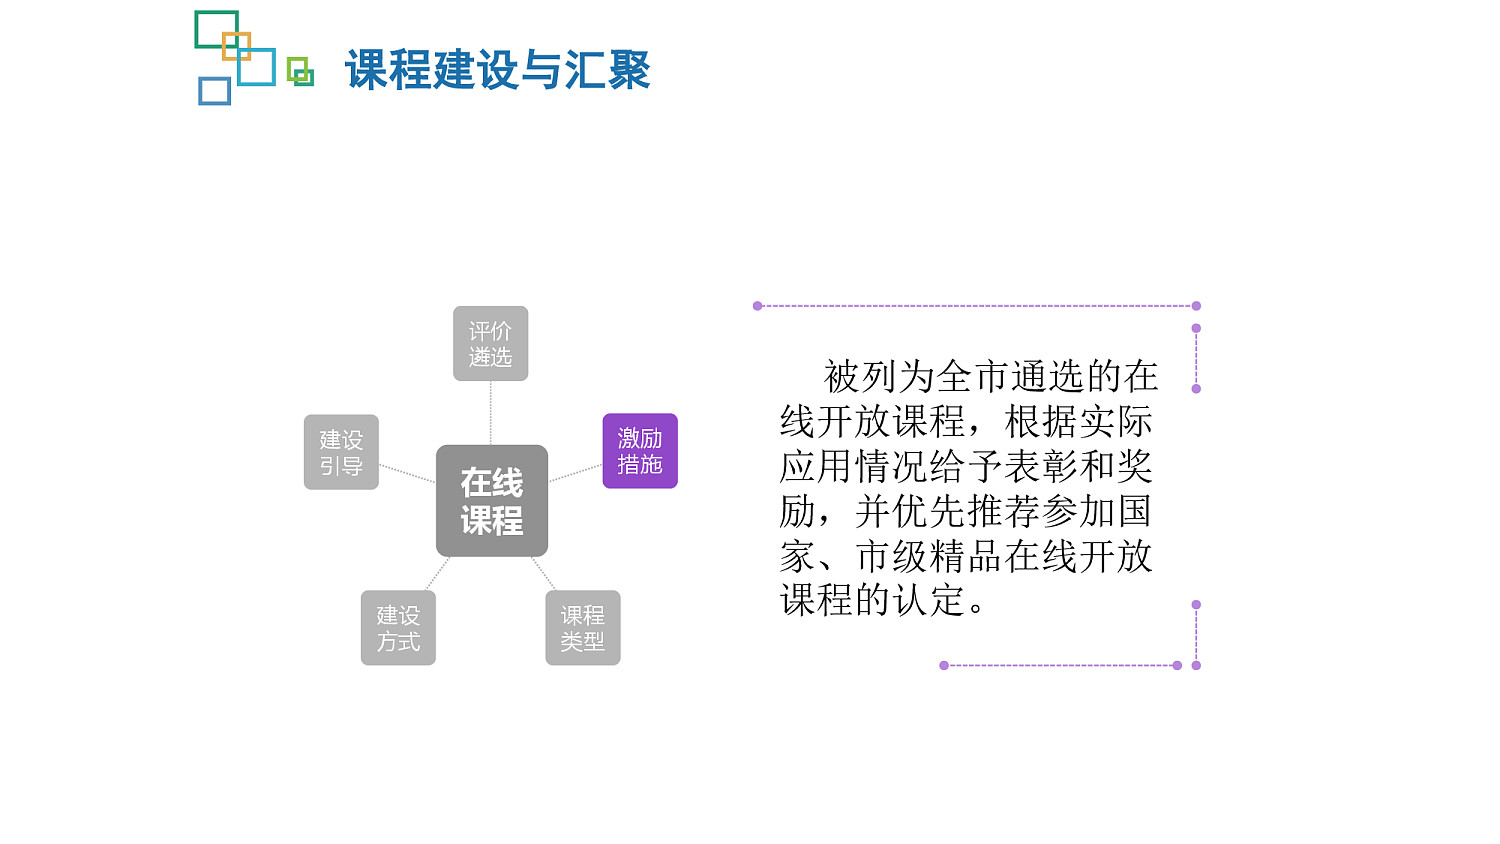 课程建设与汇聚
评价
遴选
建设
引导
激励
措施
在线
课程
建设
方式
课程
类型
被列为全市通选的在
线开放课程，根据实际
应用情况给予表彰和奖
励，并优先推荐参加国
家、市级精品在线开放
课程的认定。